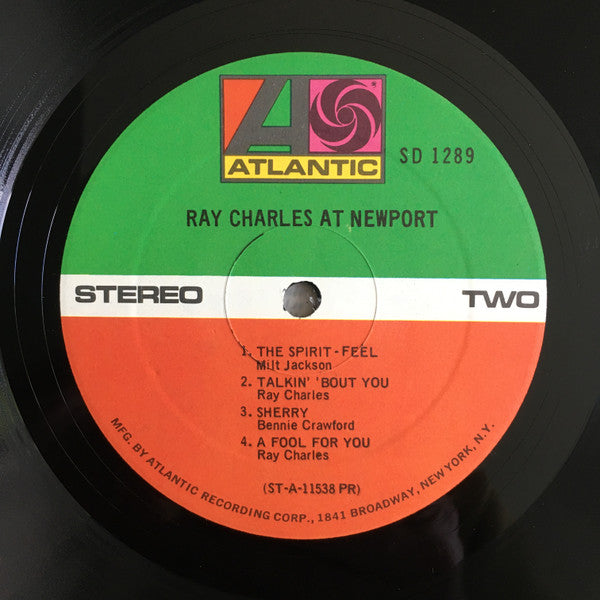 ATLANTIC
SD 1289
RAY CHARLES AT NEWPORT
STEREO
TWO
1. THE SPIRIT-FEEL
Milt Jackson
2. TALKIN' 'BOUT YOU
Ray Charles
3. SHERRY
Bennie Crawford
4. A FOOL FOR YOU
Ray Charles
(ST-A-11538 PR)
MFG. BY ATLANTIC RECORDING CORP., 1841 BROADWAY, NEW YORK, N.Y.